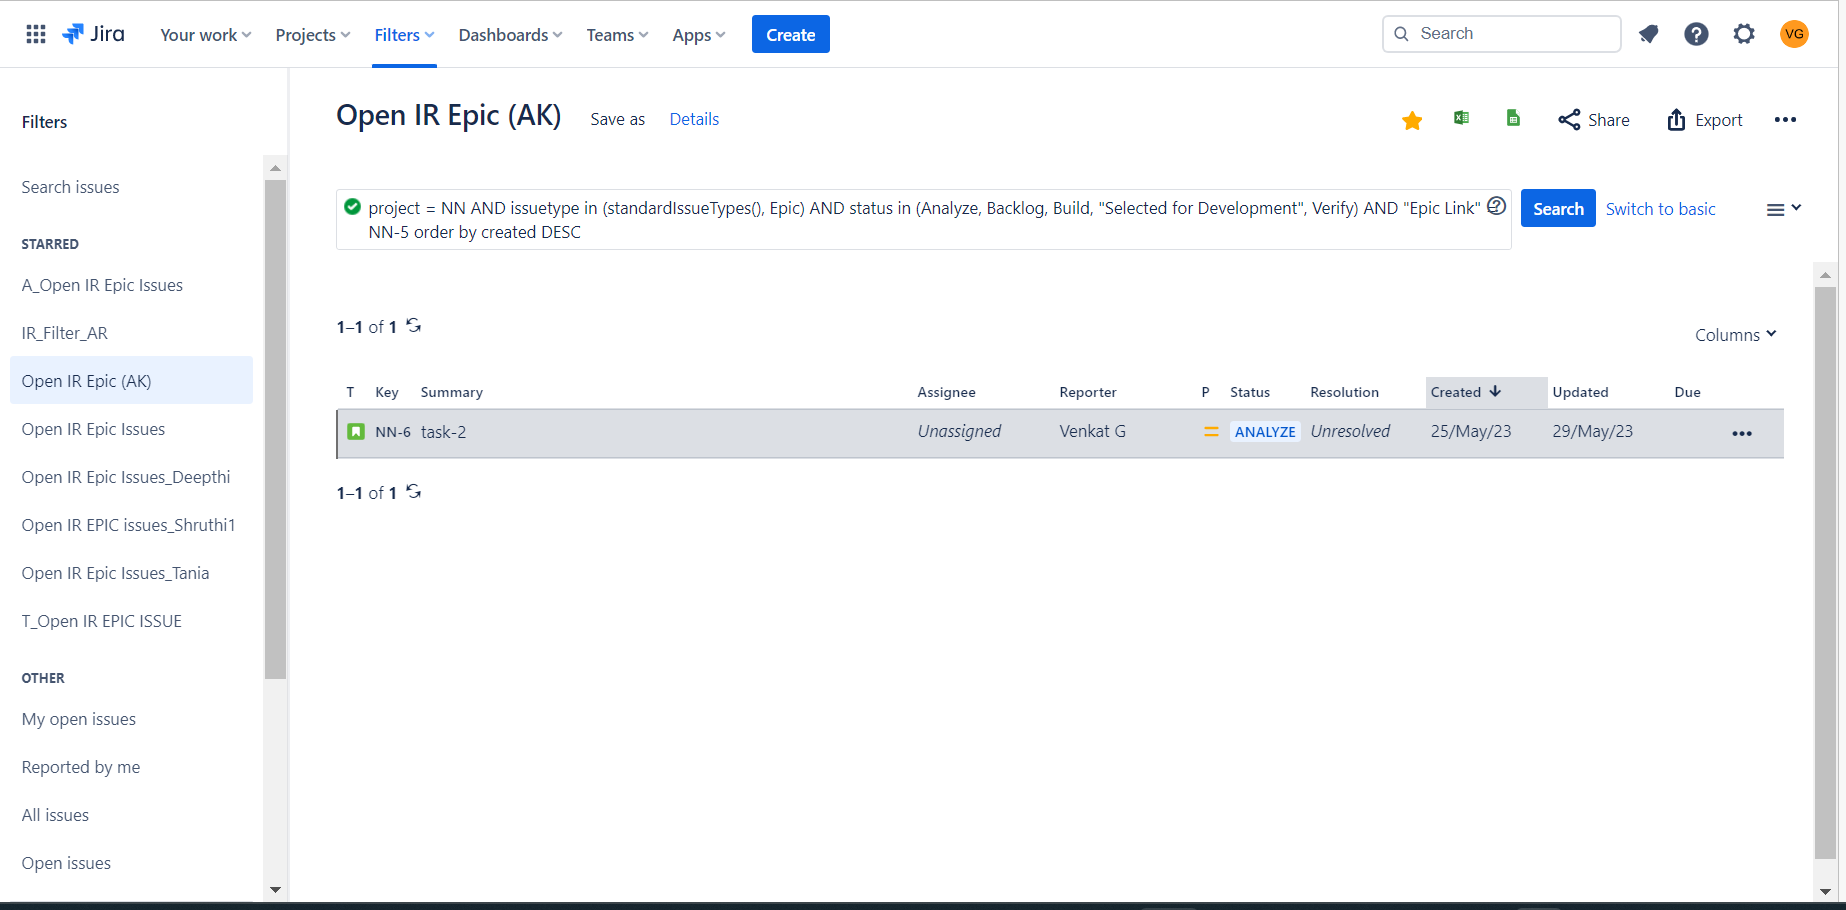 Jira
Your work
Projects
Filters
Dashboards
Teams
Apps
Create
Search
VG
Filters
Search issues
STARRED
A_Open IR Epic Issues
IR_Filter_AR
Open IR Epic (AK)
Open IR Epic Issues
Open IR Epic Issues_Deepthi
Open IR EPIC issues_Shruthi1
Open IR Epic Issues_Tania
T_Open IR EPIC ISSUE
OTHER
My open issues
Reported by me
All issues
Open issues
Open IR Epic (AK)
Save as
Details
Share
Export
project = NN AND issuetype in (standardIssueTypes(), Epic) AND status in (Analyze, Backlog, Build, "Selected for Development", Verify) AND "Epic Link"
NN-5 order by created DESC
Search
Switch to basic
1–1 of 1
Columns
T Key Summary Assignee Reporter P Status Resolution Created Updated Due
NN-6 task-2 Unassigned Venkat G ANALYZE Unresolved 25/May/23 29/May/23
1–1 of 1